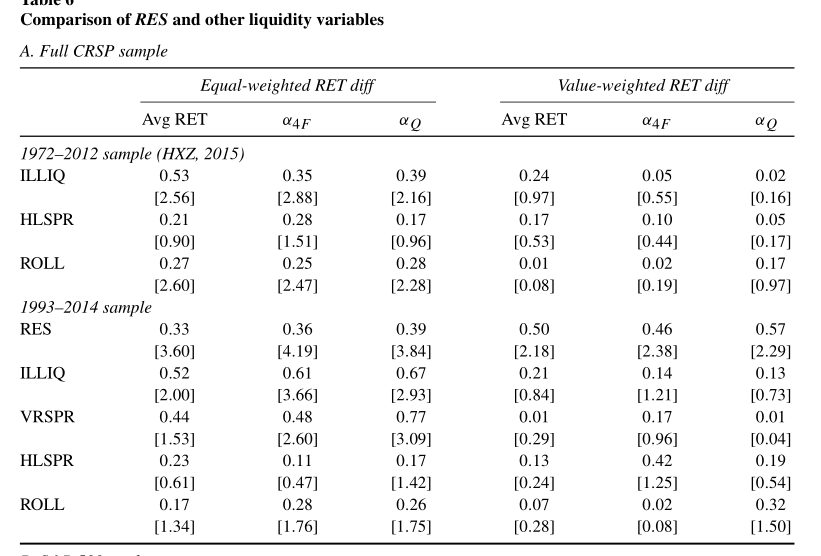 Table 6
Comparison of RES and other liquidity variables
A. Full CRSP sample
Equal-weighted RET diff Value-weighted RET diff
Avg RET α4F αQ Avg RET α4F αQ
1972–2012 sample (HXZ, 2015)
ILLIQ 0.53 0.35 0.39 0.24 0.05 0.02
[2.56] [2.88] [2.16] [0.97] [0.55] [0.16]
HLSPR 0.21 0.28 0.17 0.17 0.10 0.05
[0.90] [1.51] [0.96] [0.53] [0.44] [0.17]
ROLL 0.27 0.25 0.28 0.01 0.02 0.17
[2.60] [2.47] [2.28] [0.08] [0.19] [0.97]
1993–2014 sample
RES 0.33 0.36 0.39 0.50 0.46 0.57
[3.60] [4.19] [3.84] [2.18] [2.38] [2.29]
ILLIQ 0.52 0.61 0.67 0.21 0.14 0.13
[2.00] [3.66] [2.93] [0.84] [1.21] [0.73]
VRSPR 0.44 0.48 0.77 0.01 0.17 0.01
[1.53] [2.60] [3.09] [0.29] [0.96] [0.04]
HLSPR 0.23 0.11 0.17 0.13 0.42 0.19
[0.61] [0.47] [1.42] [0.24] [1.25] [0.54]
ROLL 0.17 0.28 0.26 0.07 0.02 0.32
[1.34] [1.76] [1.75] [0.28] [0.08] [1.50]